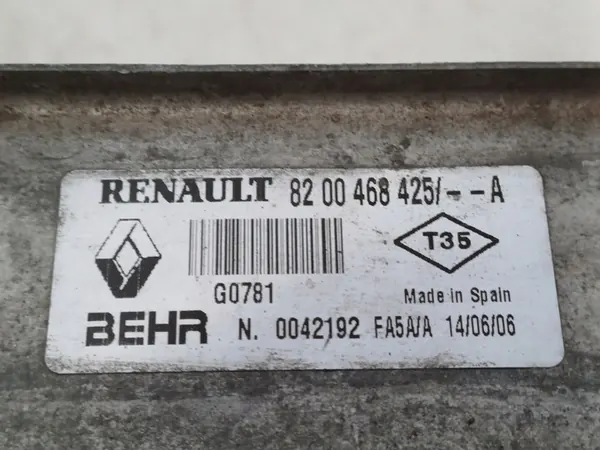 RENAULT 82 00 468 425/--A
T35
G0781
Made in Spain
BEHR N. 0042192 FA5A/A 14/06/06